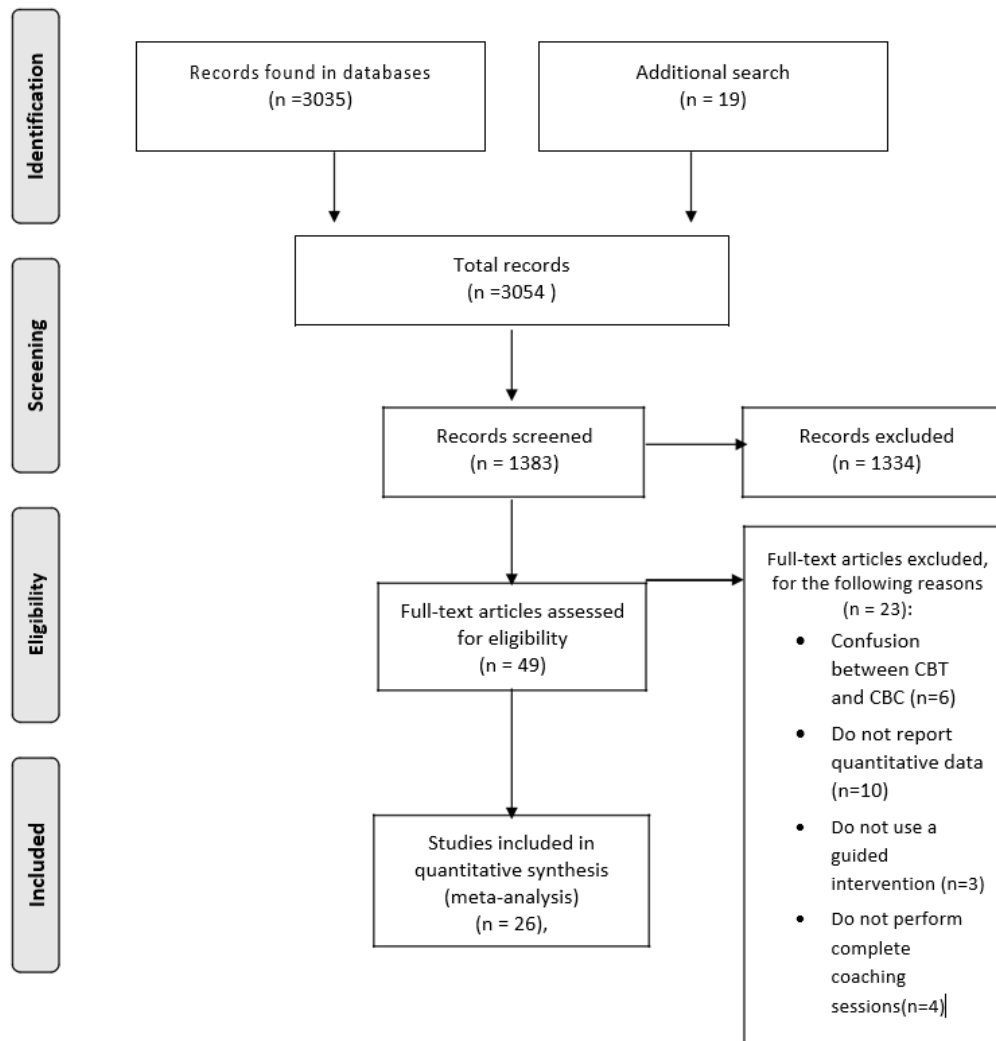 Identification
Records found in databases
(n =3035)
Additional search
(n = 19)
Screening
Total records
(n =3054 )
Records screened
(n = 1383)
Records excluded
(n = 1334)
Eligibility
Full-text articles assessed
for eligibility
(n = 49)
Full-text articles excluded,
for the following reasons
(n = 23):
• Confusion
between CBT
and CBC (n=6)
• Do not report
quantitative data
(n=10)
• Do not use a
guided
intervention (n=3)
• Do not perform
complete
coaching
sessions(n=4)
Included
Studies included in
quantitative synthesis
(meta-analysis)
(n = 26),